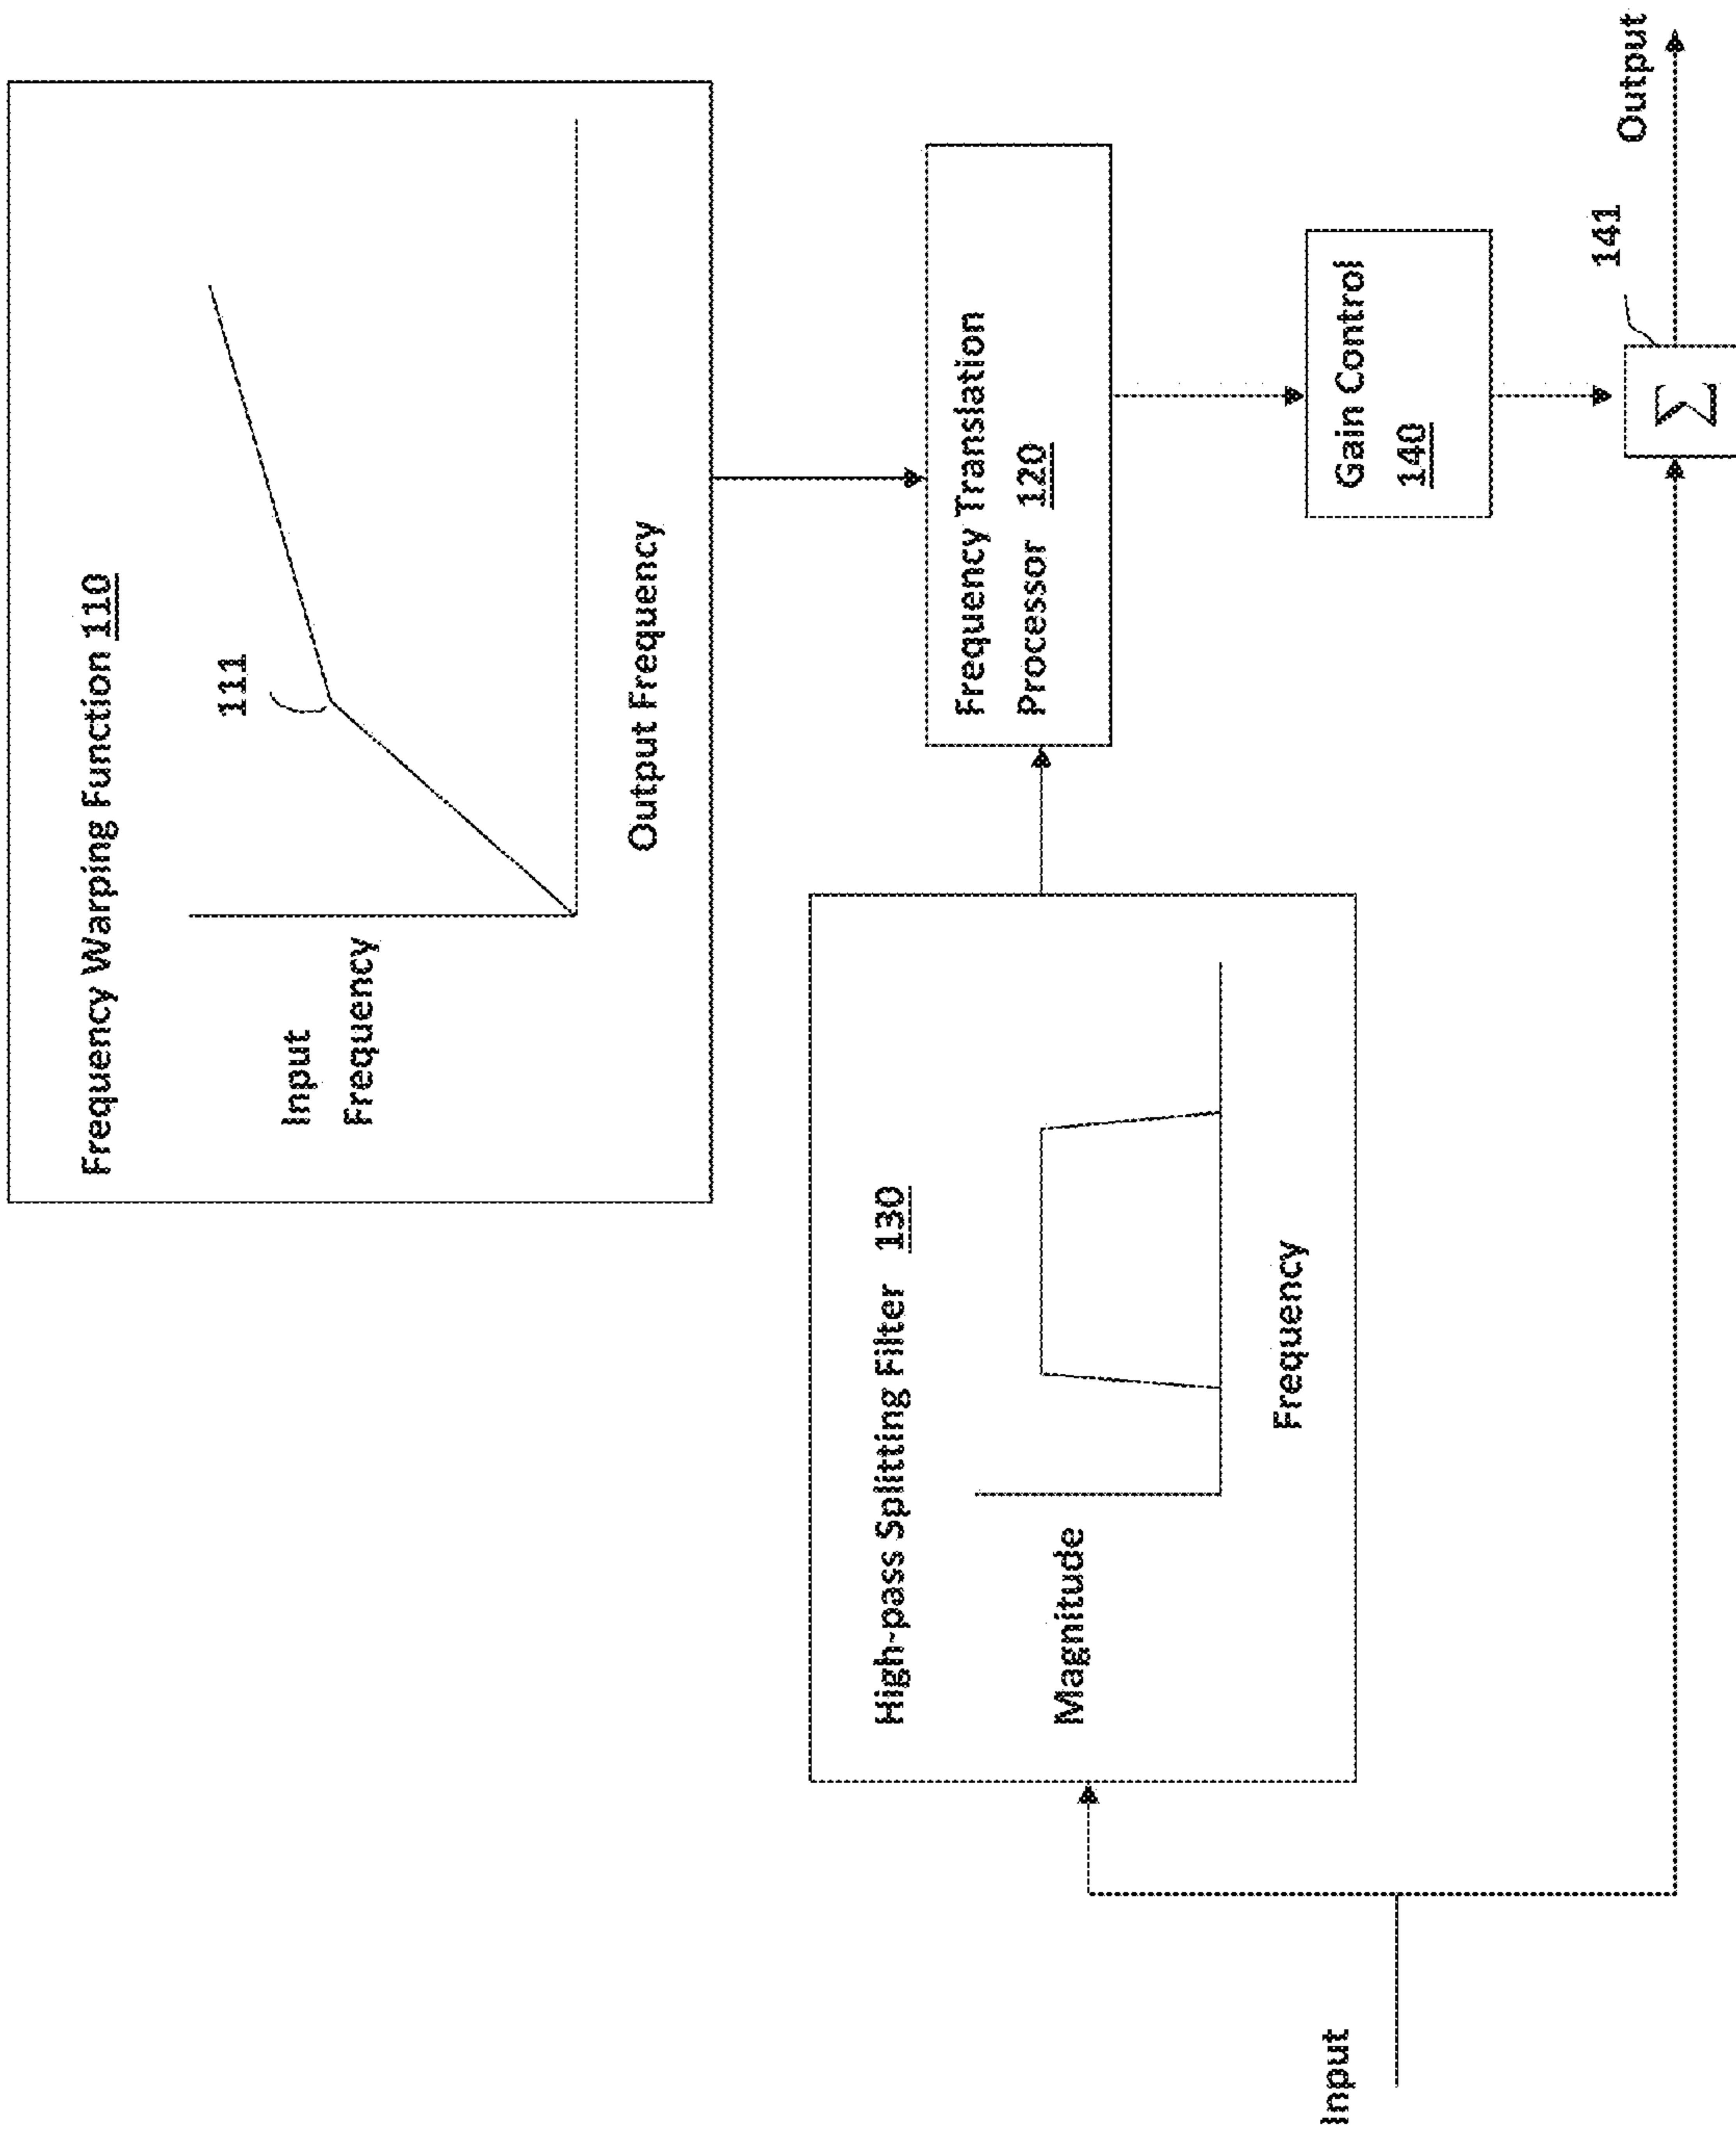 Frequency Warping Function 110
111
Input
Frequency
Output Frequency
High-pass Splitting Filter 130
Magnitude
Frequency
Frequency Translation
Processor 120
Gain Control
140
Input
141
Σ
Output